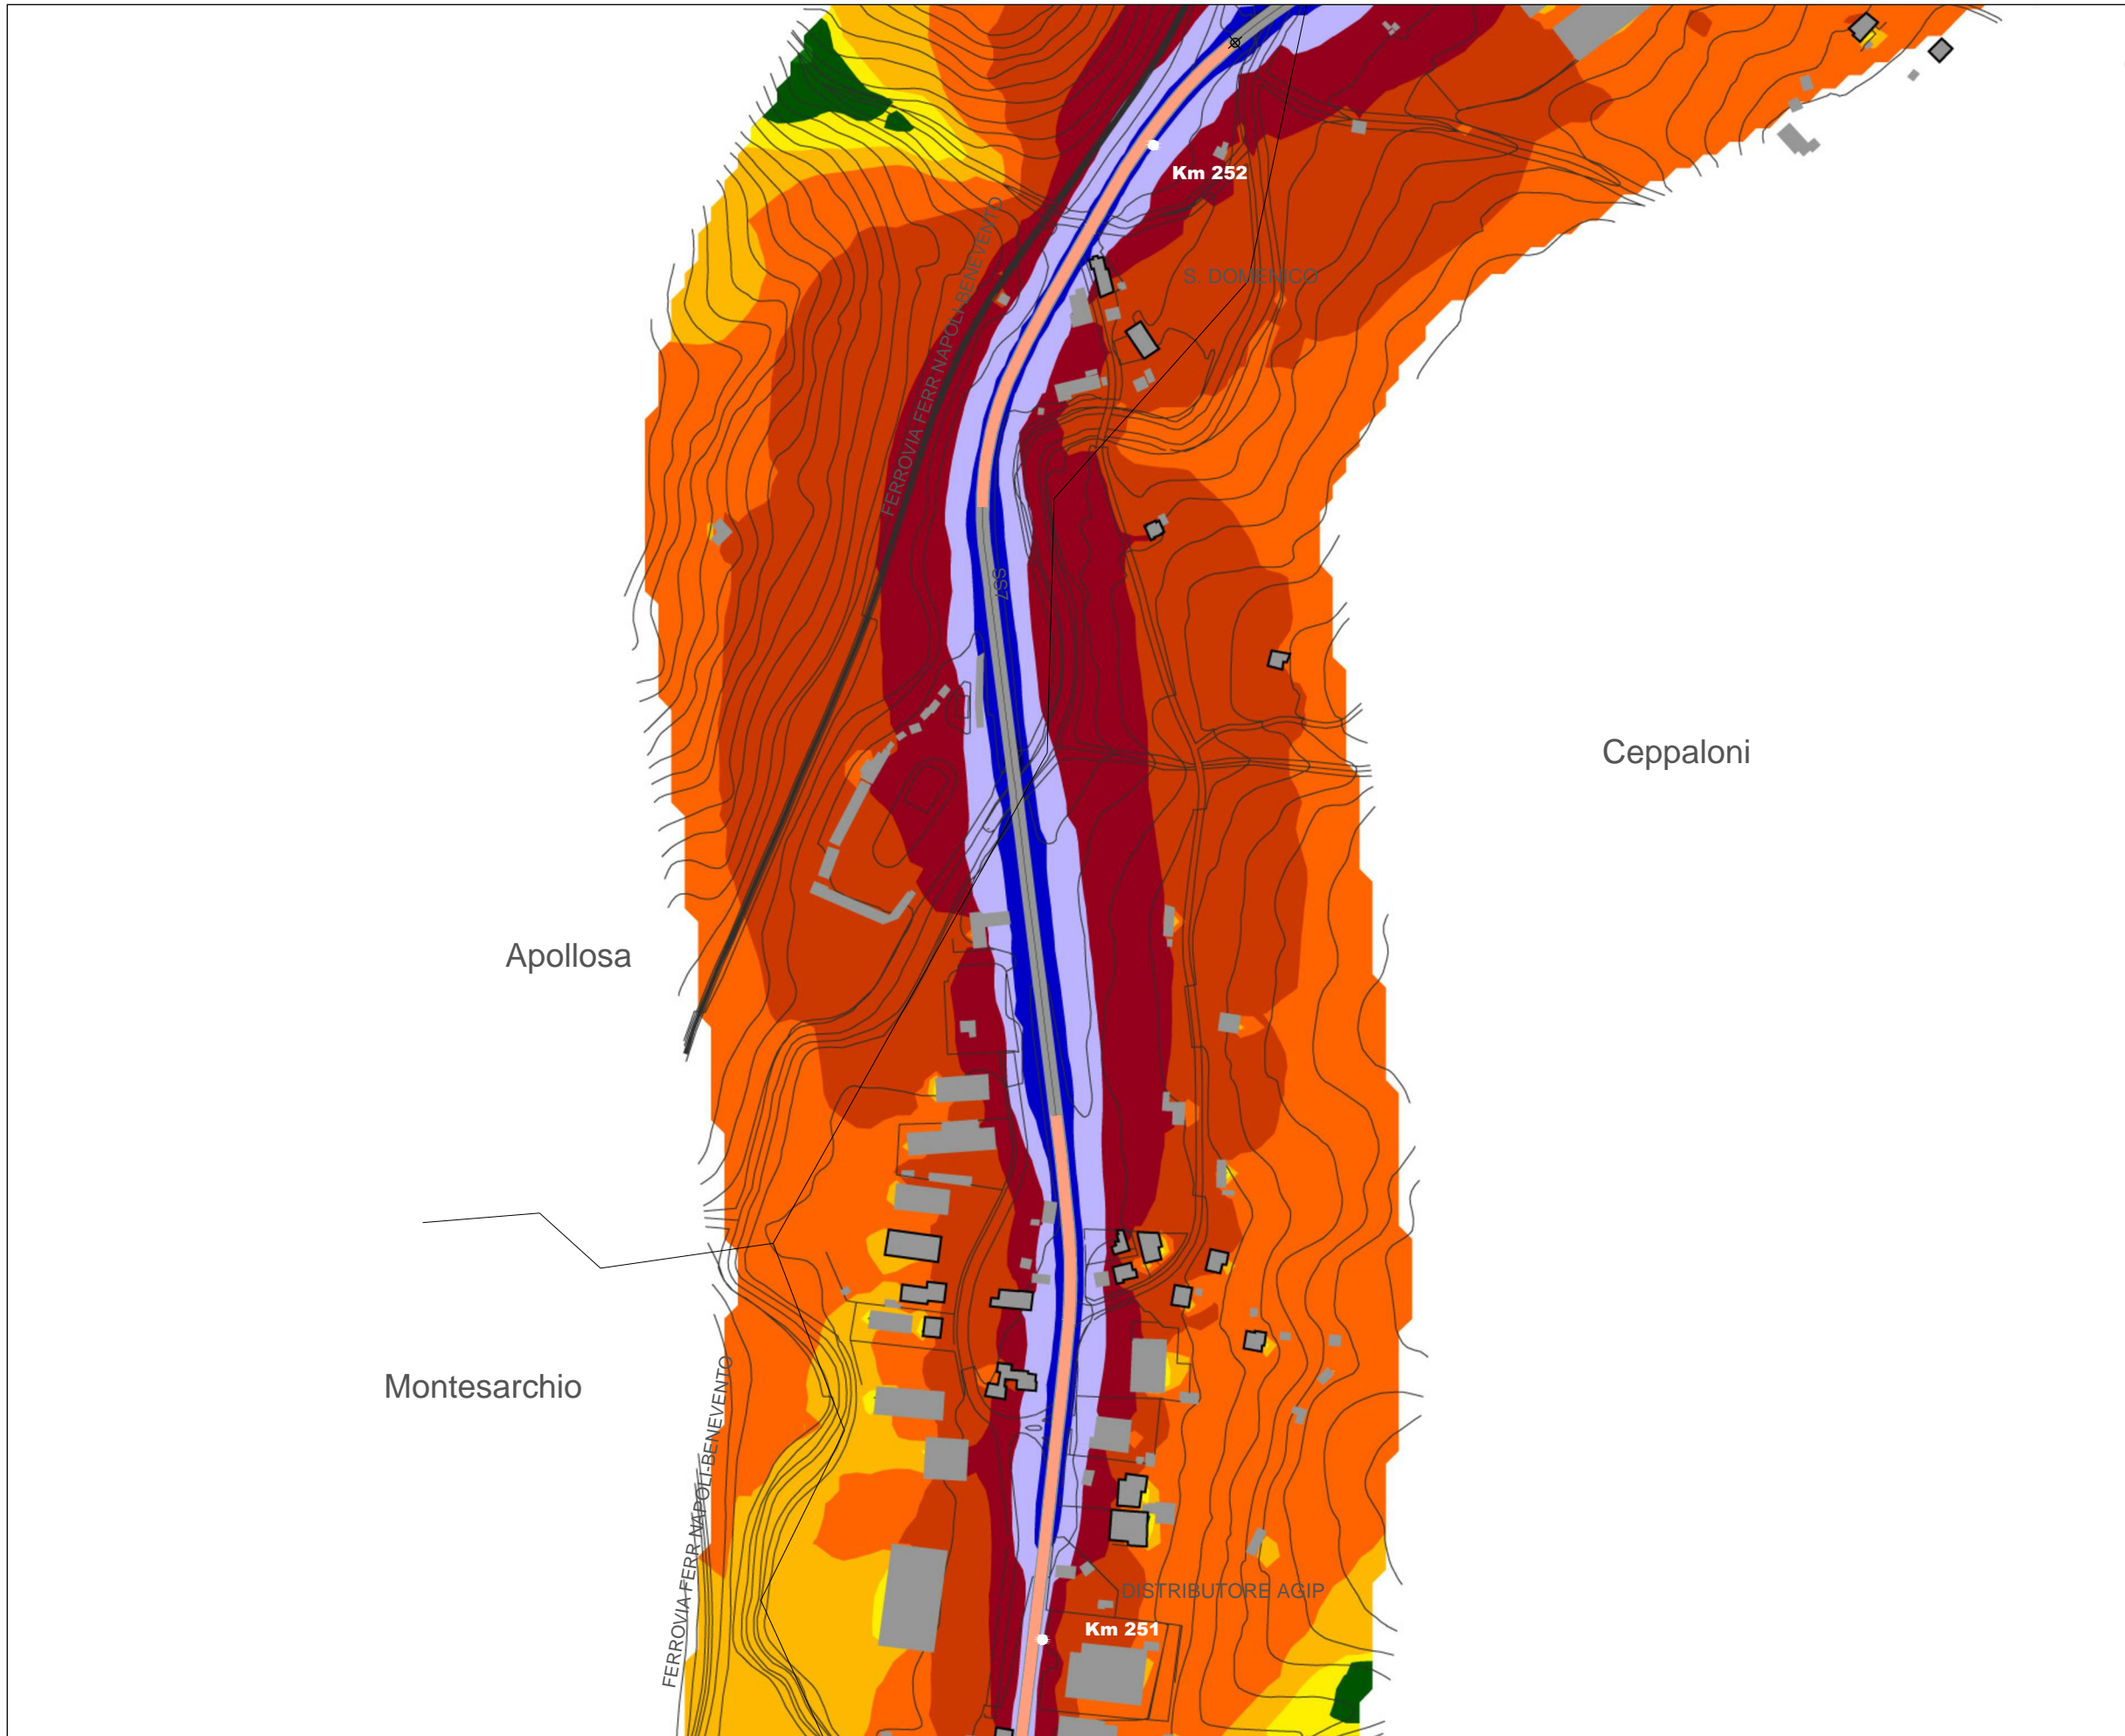 Km 252
S. DOMENICO
FERROVIA FERR NAPOLI-BENEVENTO
SS7
Ceppaloni
Apollosa
Montesarchio
FERROVIA FERR NAPOLI-BENEVENTO
DISTRIBUTORE AGIP
Km 251